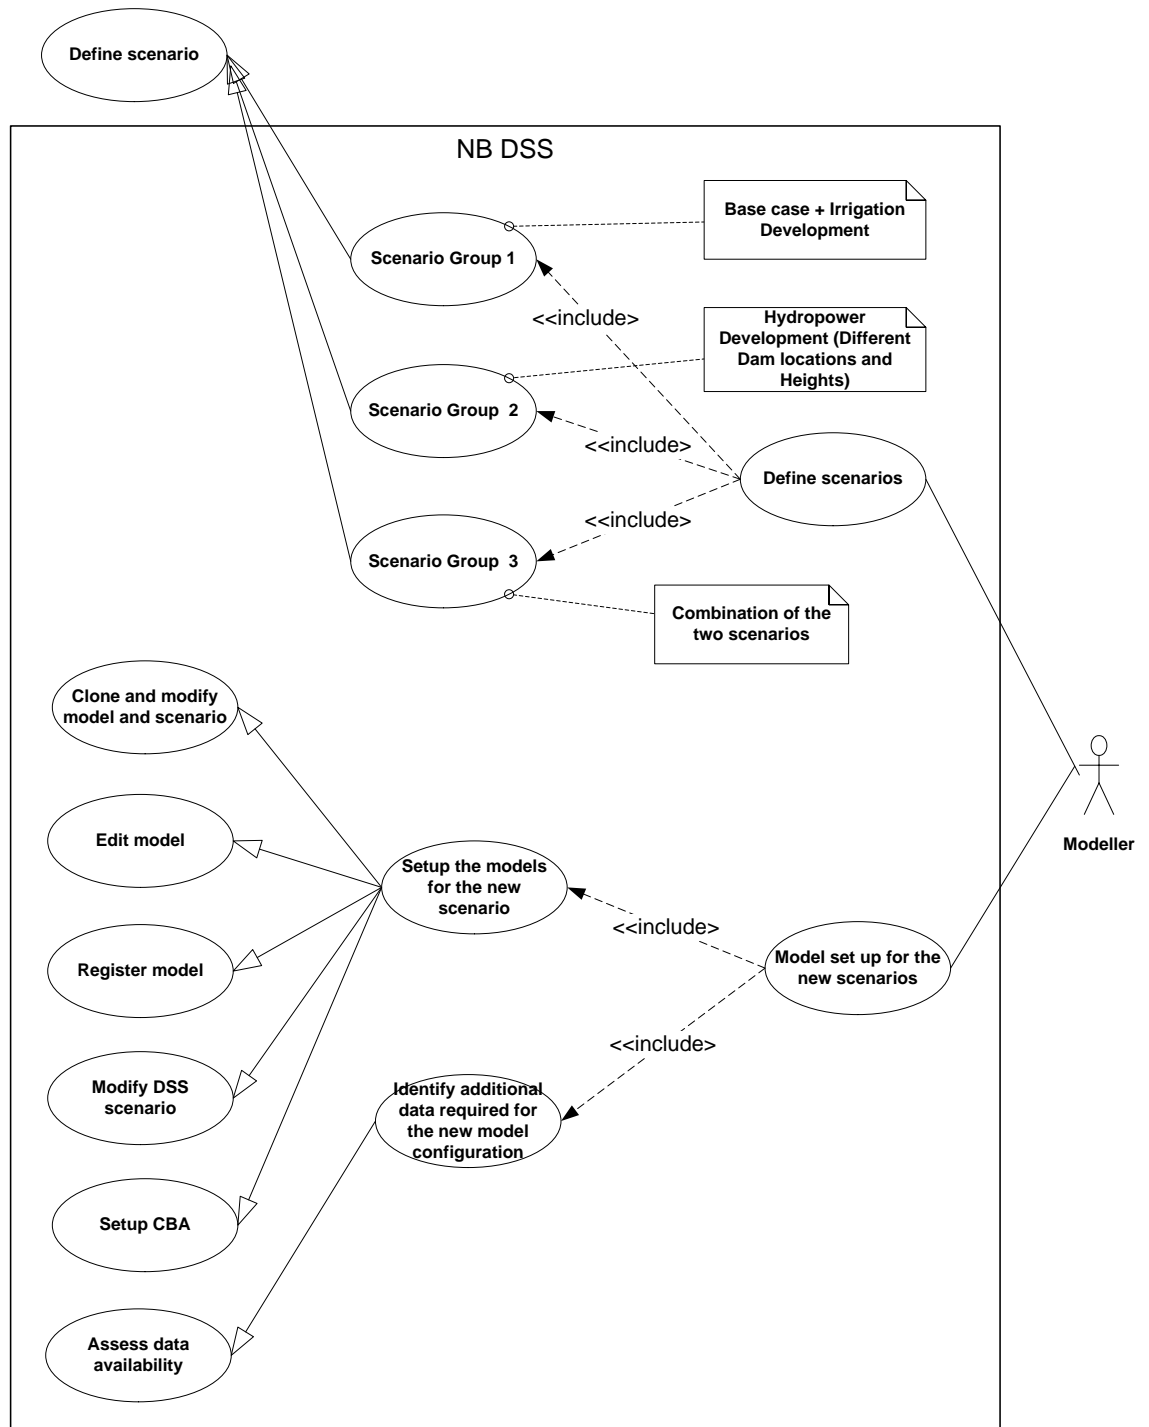 Define scenario
NB DSS
Base case + Irrigation
Development
Scenario Group 1
<<include>
Hydropower
Development (Different
Dam locations and
Heights)
Scenario Group  2
<<include>
Define scenarios
<<include>
Scenario Group  3
Combination of the
two scenarios
Clone and modify
model and scenario
Edit model
Modeller
Setup the models
for the new
scenario
<<include>
Register model
Model set up for the
new scenarios
<<include>
Modify DSS
scenario
Identify additional
data required for
the new model
configuration
Setup CBA
Assess data
availability